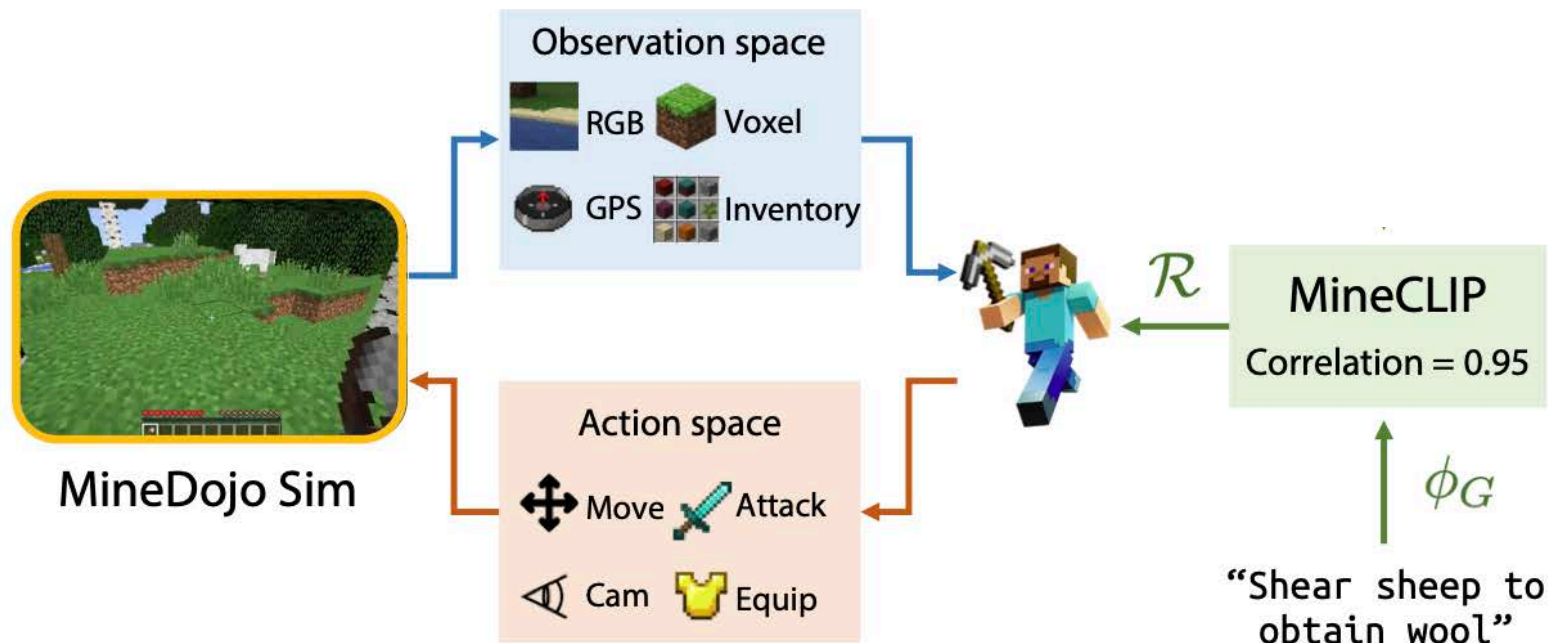 Observation space
RGB
Voxel
GPS
Inventory
MineDojo Sim
Action space
Move
Attack
Cam
Equip
ℛ
MineCLIP
Correlation = 0.95
ϕG
“Shear sheep to
obtain wool”